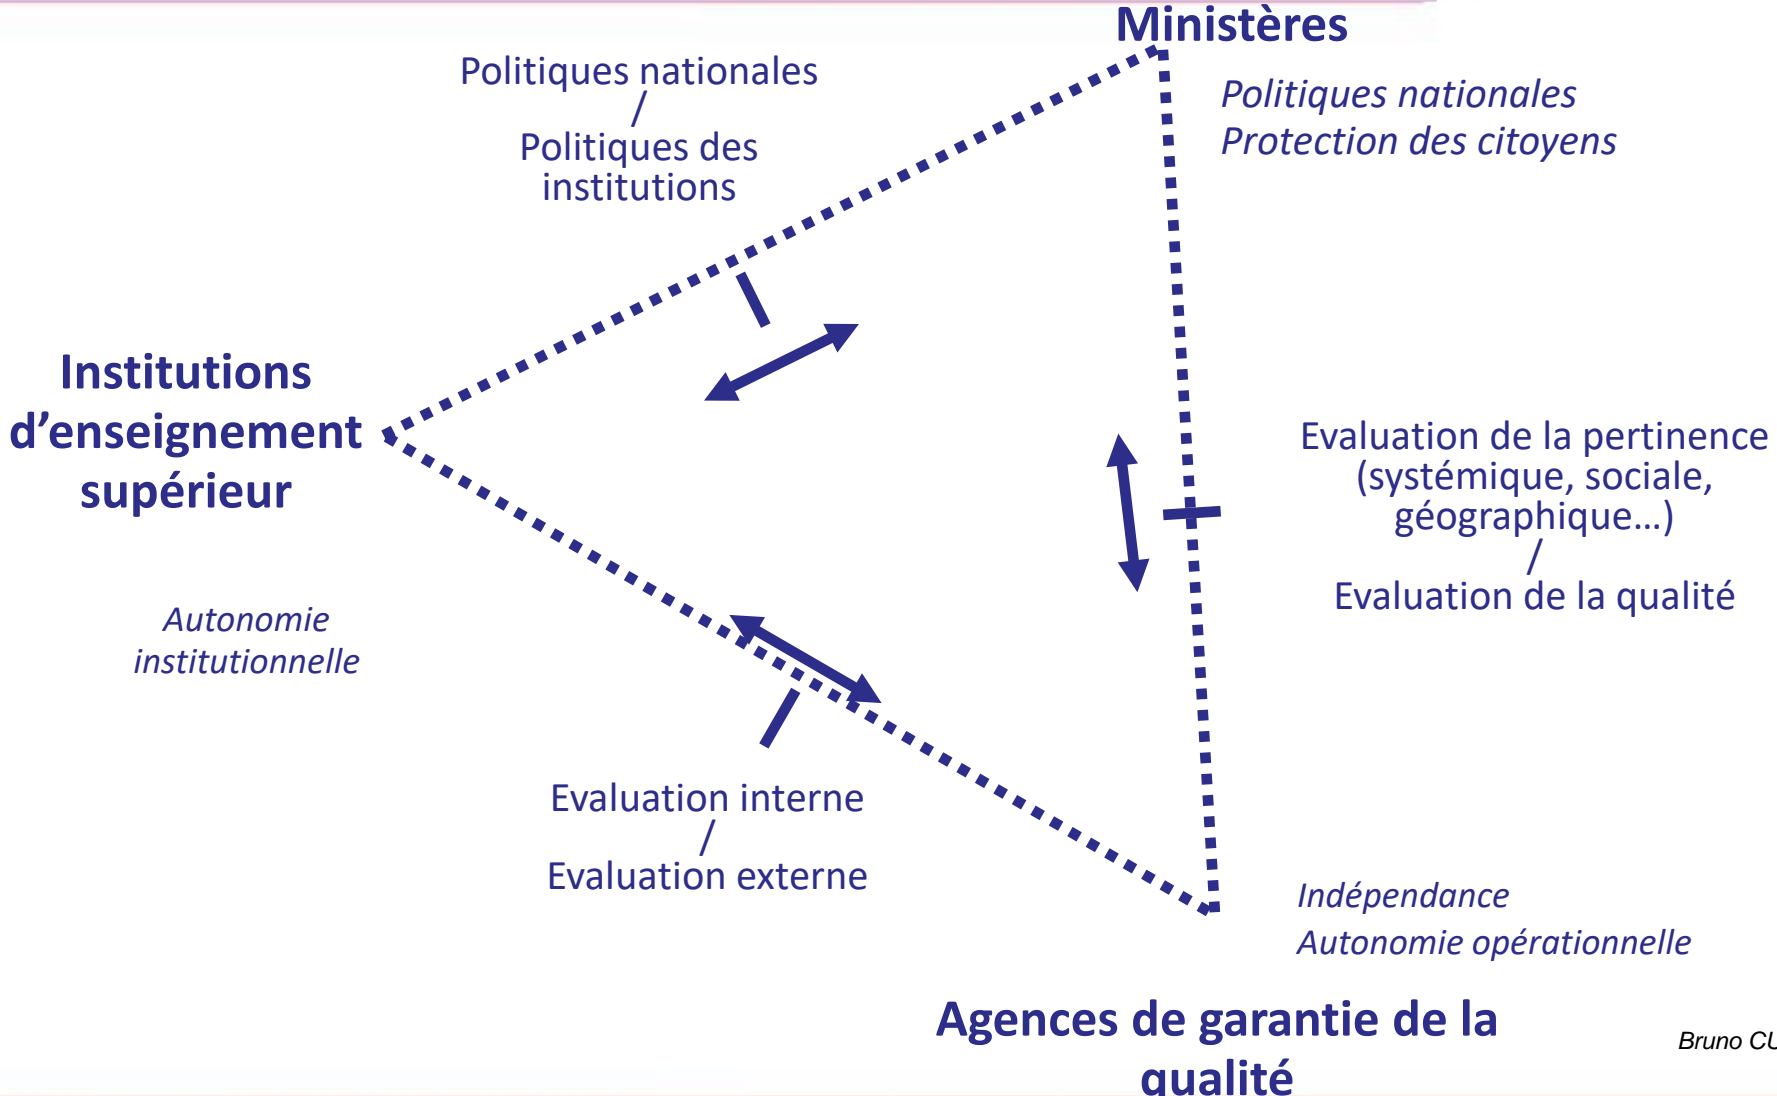 Ministères
Politiques nationales
/
Politiques des
institutions
Politiques nationales
Protection des citoyens
Institutions
d’enseignement
supérieur
Evaluation de la pertinence
(systémique, sociale,
géographique…)
/
Evaluation de la qualité
Autonomie
institutionnelle
Evaluation interne
/
Evaluation externe
Indépendance
Autonomie opérationnelle
Agences de garantie de la
qualité
Bruno CU